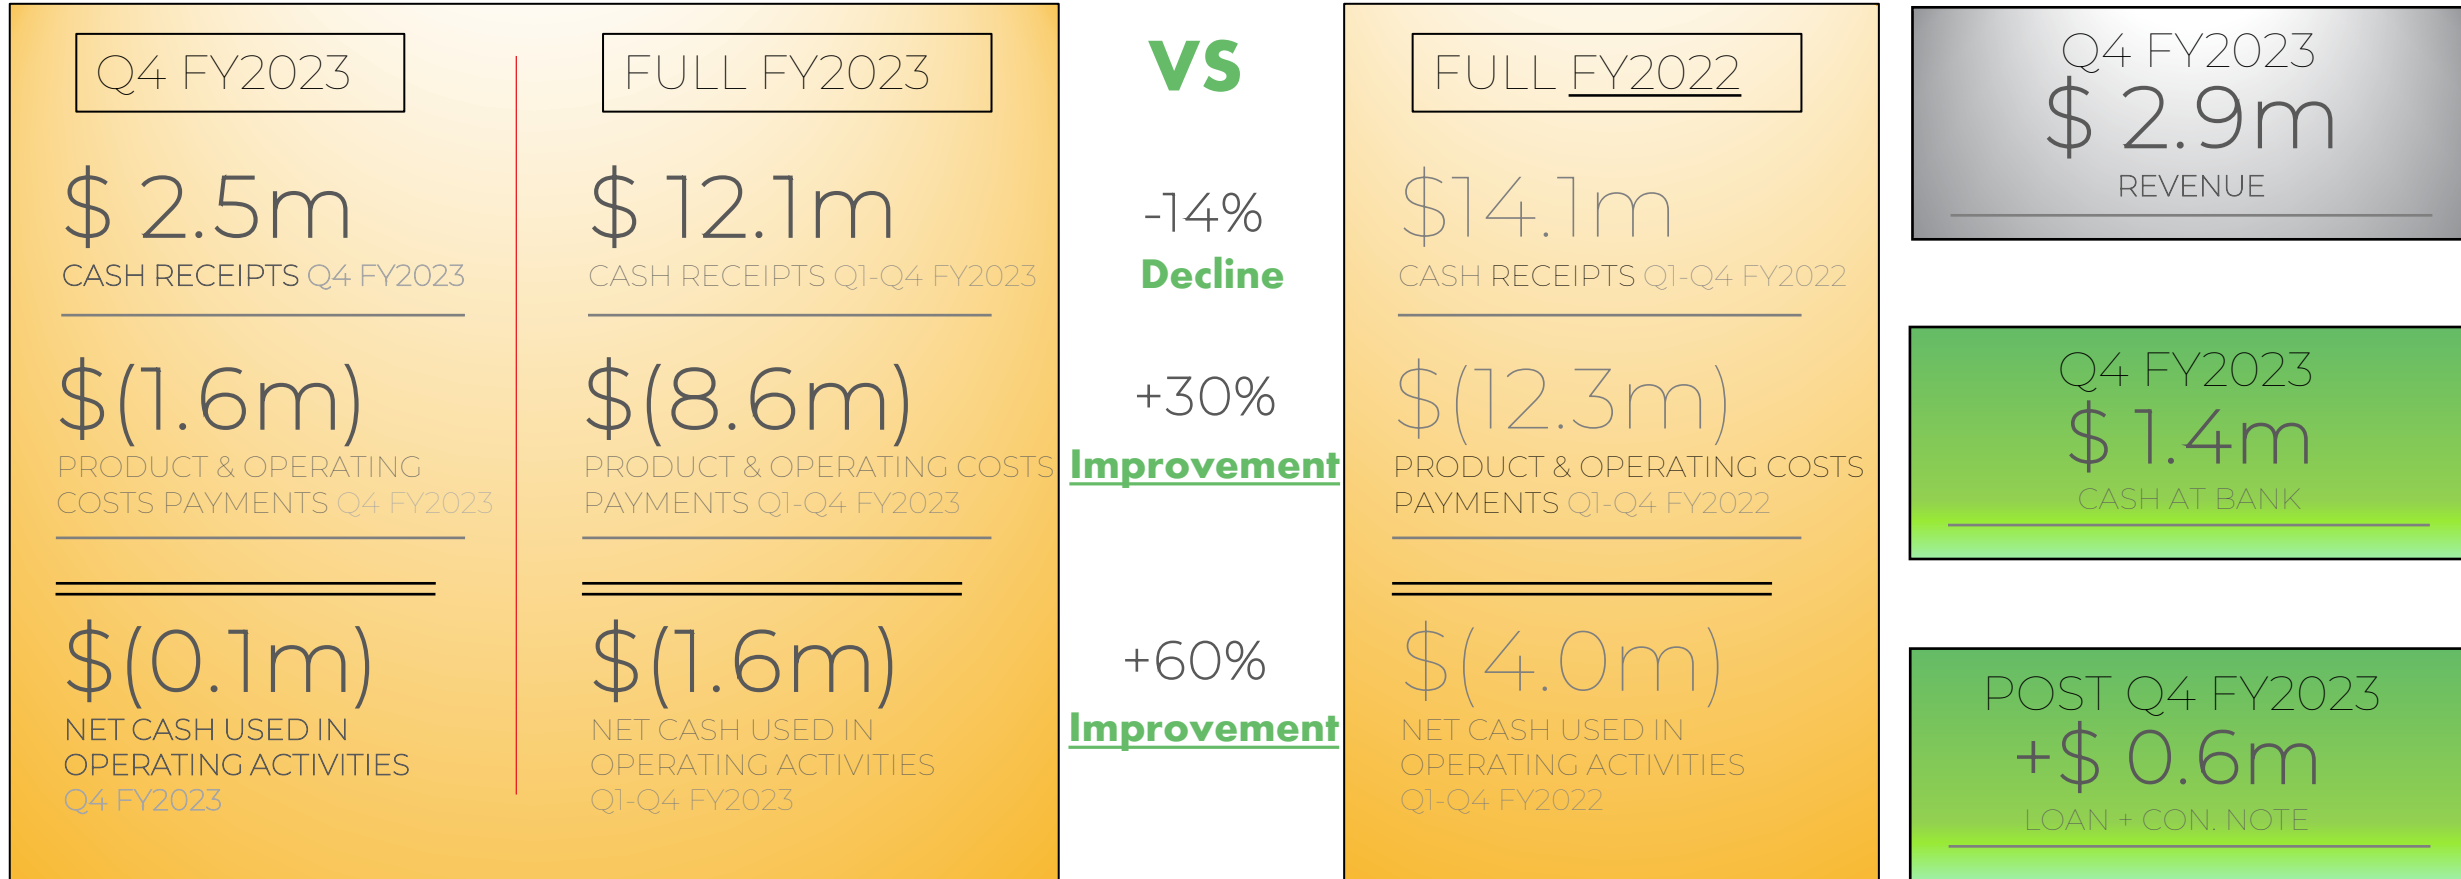 Q4 FY2023
$ 2.5m
CASH RECEIPTS Q4 FY2023
$(1.6m)
PRODUCT & OPERATING
COSTS PAYMENTS Q4 FY2023
$(0.1m)
NET CASH USED IN
OPERATING ACTIVITIES
Q4 FY2023
FULL FY2023
$ 12.1m
CASH RECEIPTS Q1-Q4 FY2023
$(8.6m)
PRODUCT & OPERATING COSTS
PAYMENTS Q1-Q4 FY2023
$(1.6m)
NET CASH USED IN
OPERATING ACTIVITIES
Q1-Q4 FY2023
VS
-14%
Decline
+30%
Improvement
+60%
Improvement
FULL FY2022
$14.1m
CASH RECEIPTS Q1-Q4 FY2022
$(12.3m)
PRODUCT & OPERATING COSTS
PAYMENTS Q1-Q4 FY2022
$(4.0m)
NET CASH USED IN
OPERATING ACTIVITIES
Q1-Q4 FY2022
Q4 FY2023
$ 2.9m
REVENUE
Q4 FY2023
$ 1.4m
CASH AT BANK
POST Q4 FY2023
+$ 0.6m
LOAN + CON. NOTE